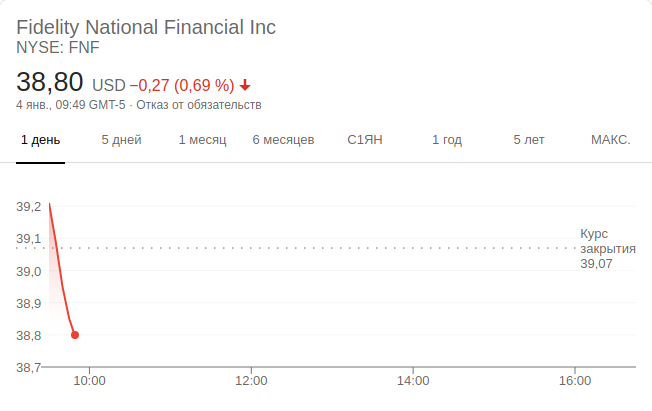 Fidelity National Financial Inc
NYSE: FNF
38,80 USD −0,27 (0,69 %)
4 янв., 09:49 GMT-5 · Отказ от обязательств
1 день 5 дней 1 месяц 6 месяцев С1ЯН 1 год 5 лет МАКС.
39,2
39,1
39,0
38,9
38,8
38,7
Курс
закрытия
39,07
10:00 12:00 14:00 16:00